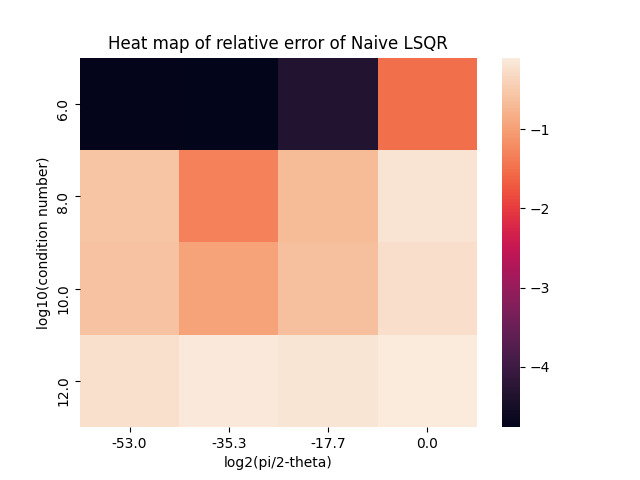 Heat map of relative error of Naive LSQR
log10(condition number)
6.0
8.0
10.0
12.0
-53.0 -35.3 -17.7 0.0
log2(pi/2-theta)
−1
−2
−3
−4